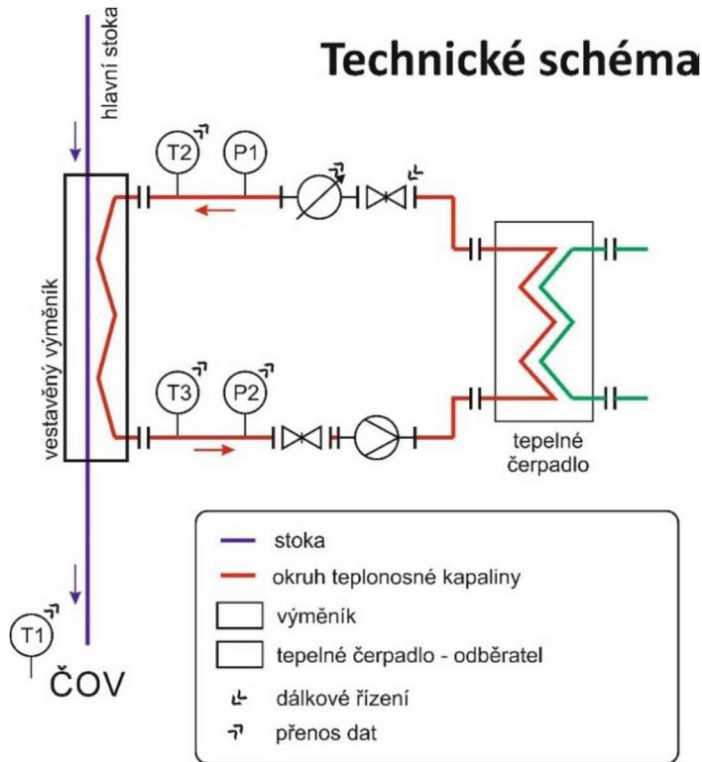 Technické schéma
hlavní stoka
T2
P1
vestavěný výměník
T3
P2
tepelné
čerpadlo
T1
ČOV
stoka
okruh teplonosné kapaliny
výměník
tepelné čerpadlo - odběratel
dálkové řízení
přenos dat